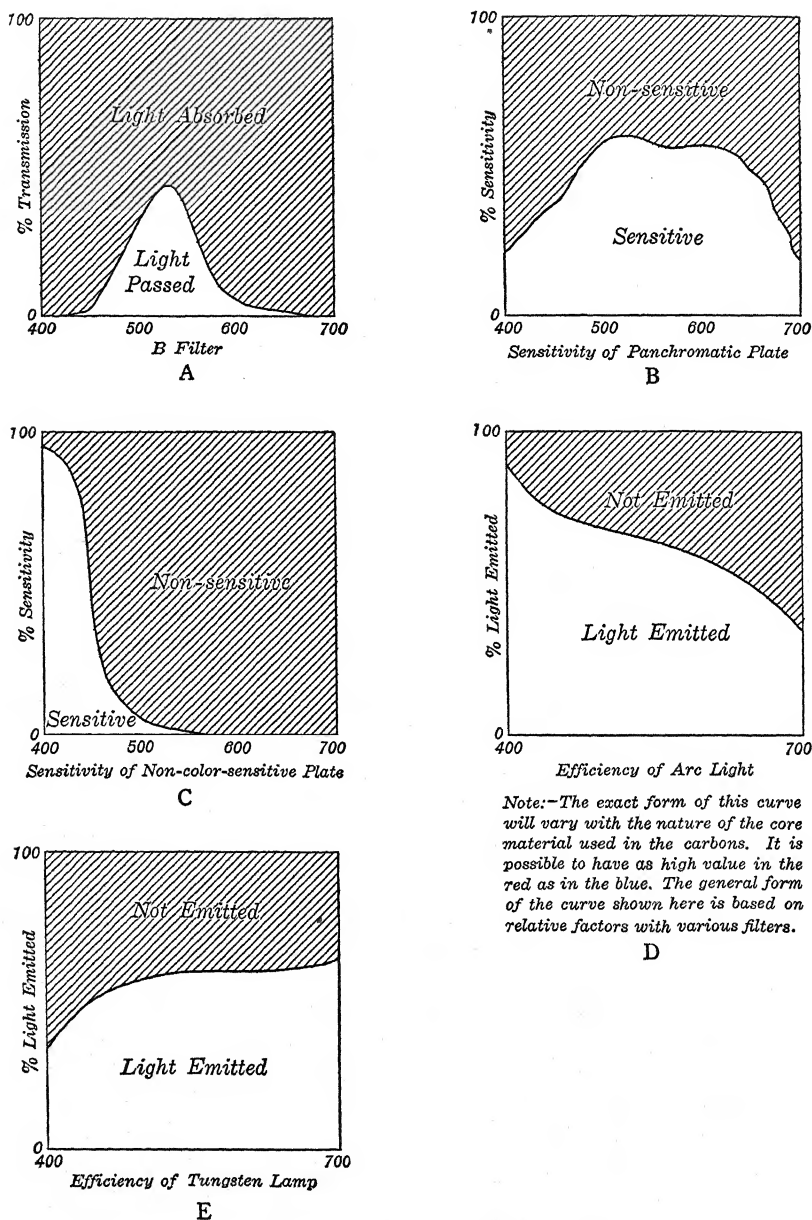 100
Light Absorbed
% Transmission
Light
Passed
0
400 500 600 700
B Filter
A
100
Non-sensitive
% Sensitivity
Sensitive
0
400 500 600 700
Sensitivity of Panchromatic Plate
B
100
Non-sensitive
% Sensitivity
Sensitive
0
400 500 600 700
Sensitivity of Non-color-sensitive Plate
C
100
Not Emitted
% Light Emitted
Light Emitted
0
400 700
Efficiency of Arc Light
Note:-The exact form of this curve
will vary with the nature of the core
material used in the carbons. It is
possible to have as high value in the
red as in the blue. The general form
of the curve shown here is based on
relative factors with various filters.
D
100
Not Emitted
% Light Emitted
Light Emitted
0
400 700
Efficiency of Tungsten Lamp
E